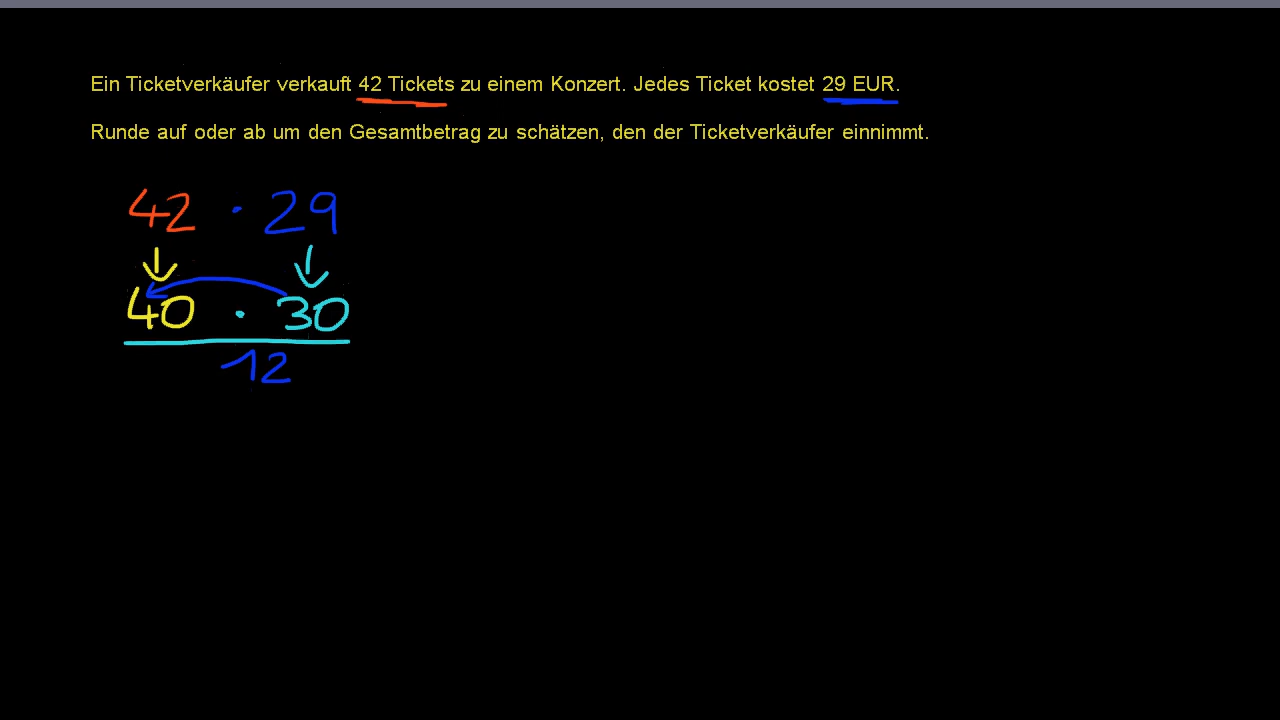 Ein Ticketverkäufer verkauft 42 Tickets zu einem Konzert. Jedes Ticket kostet 29 EUR.
Runde auf oder ab um den Gesamtbetrag zu schätzen, den der Ticketverkäufer einnimmt.
42 · 29
40 · 30
12